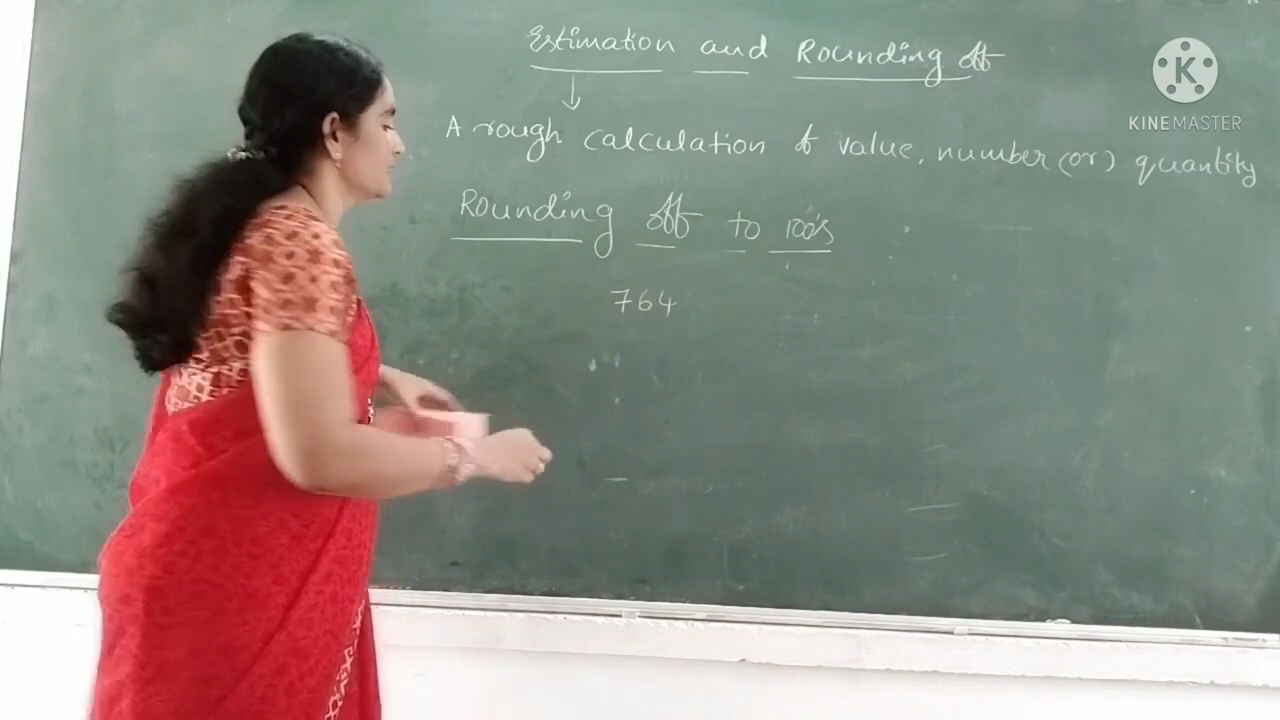 Estimation and Rounding off
A rough calculation of value, number (or) quantity
Rounding off to 100's
764
K
KINEMASTER